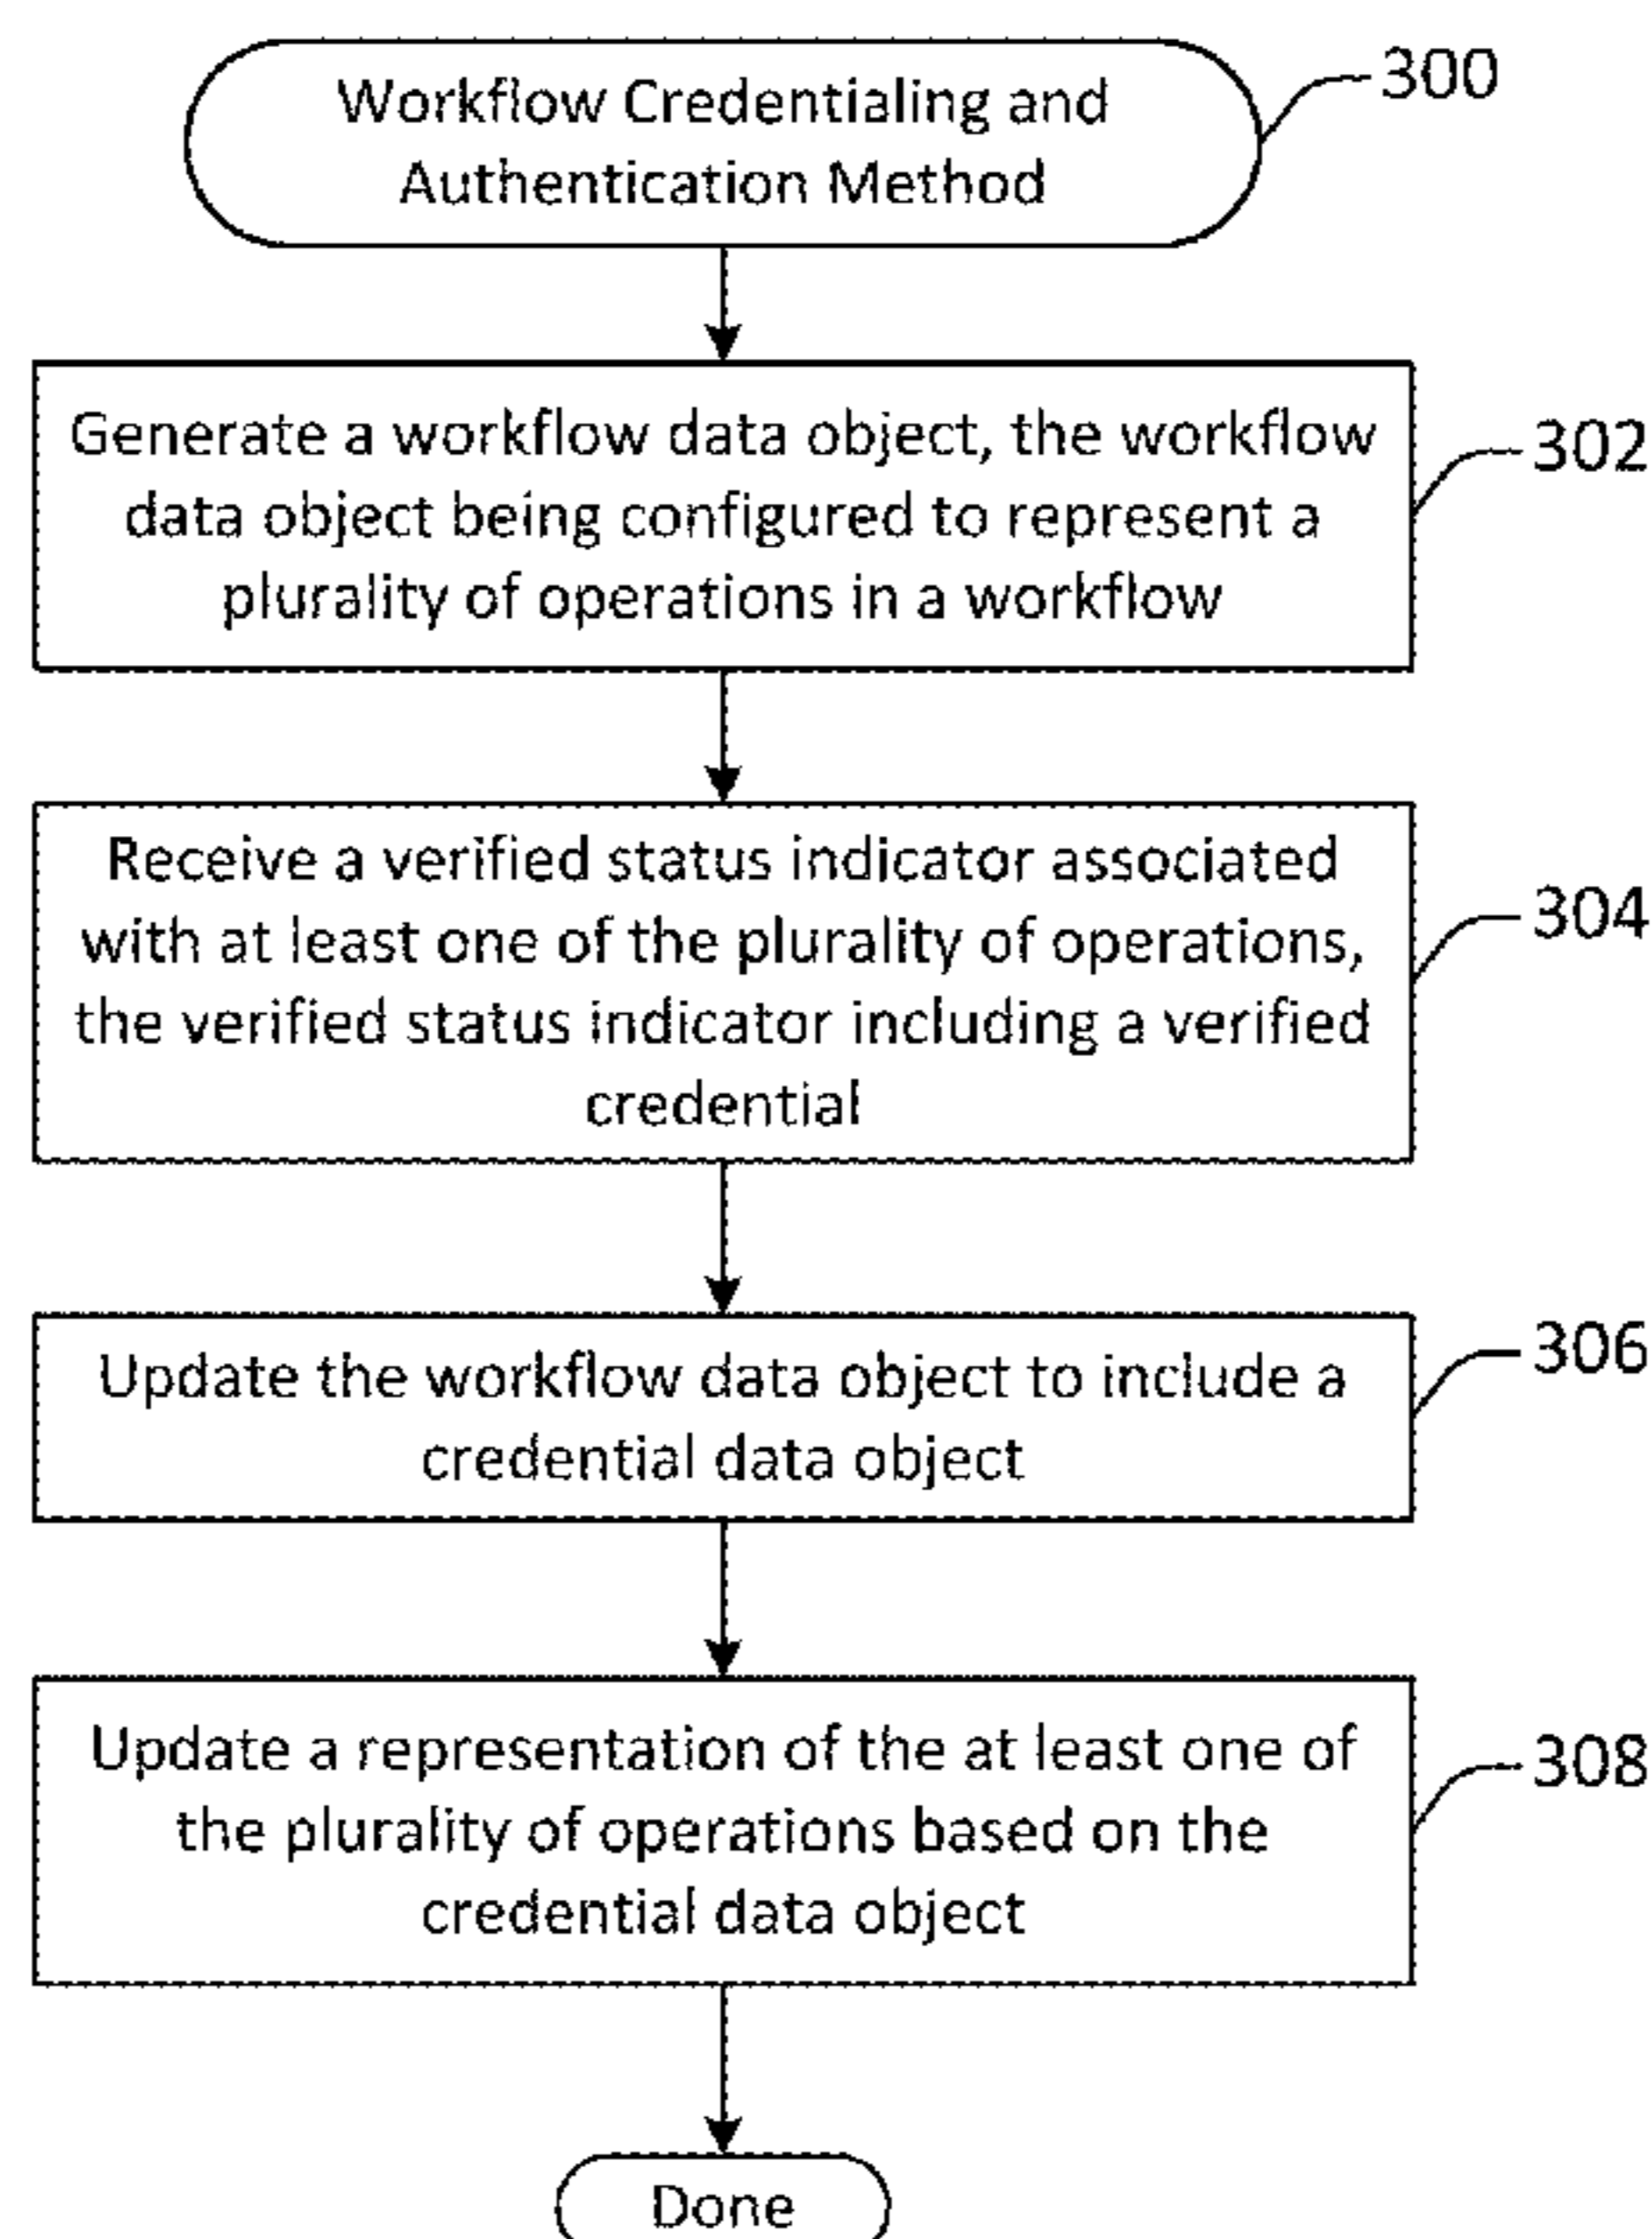 Workflow Credentialing and
Authentication Method
300
Generate a workflow data object, the workflow
data object being configured to represent a
plurality of operations in a workflow
302
Receive a verified status indicator associated
with at least one of the plurality of operations,
the verified status indicator including a verified
credential
304
Update the workflow data object to include a
credential data object
306
Update a representation of the at least one of
the plurality of operations based on the
credential data object
308
Done